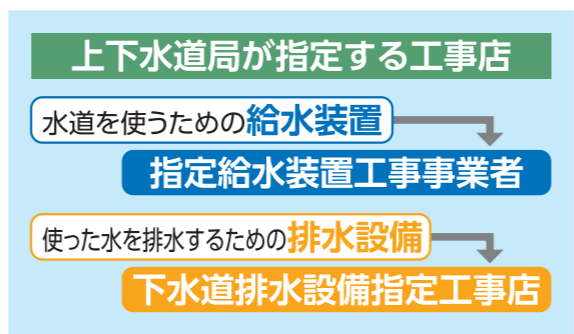 上下水道局が指定する工事店
水道を使うための給水装置
指定給水装置工事事業者
使った水を排水するための排水設備
下水道排水設備指定工事店